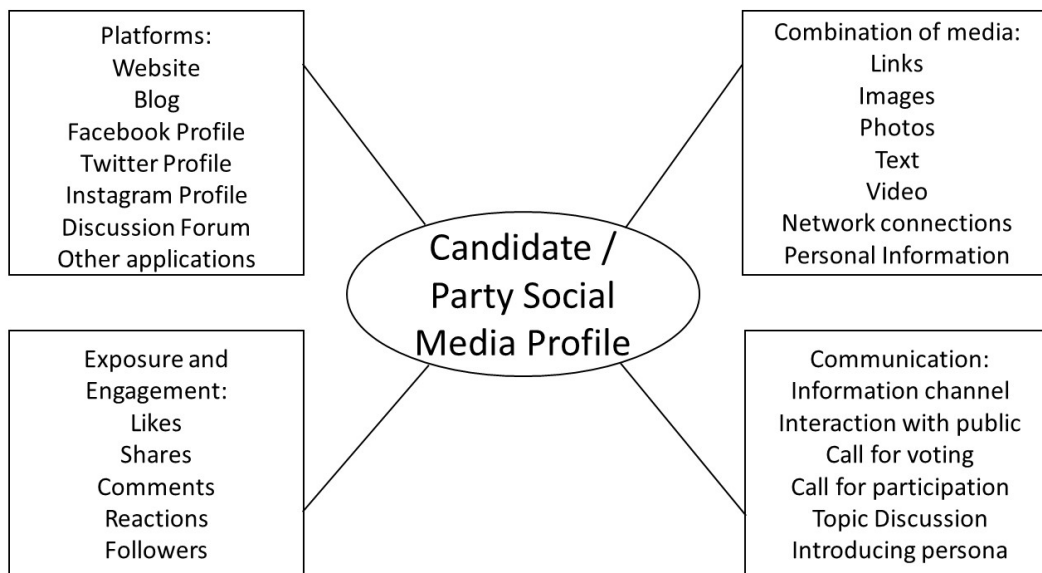 Platforms:
Website
Blog
Facebook Profile
Twitter Profile
Instagram Profile
Discussion Forum
Other applications
Combination of media:
Links
Images
Photos
Text
Video
Network connections
Personal Information
Candidate /
Party Social
Media Profile
Exposure and
Engagement:
Likes
Shares
Comments
Reactions
Followers
Communication:
Information channel
Interaction with public
Call for voting
Call for participation
Topic Discussion
Introducing persona